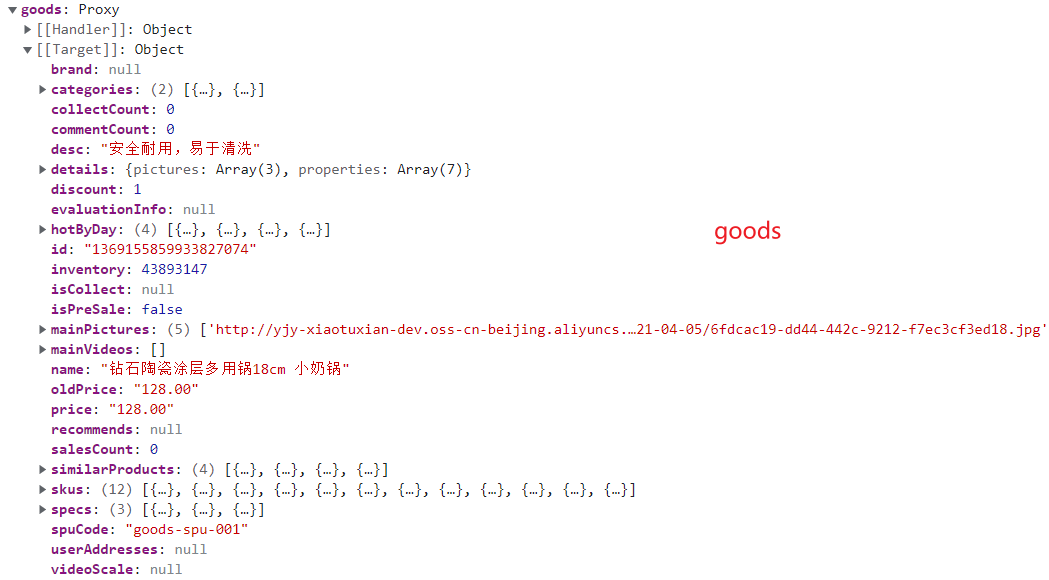 goods: Proxy
[[Handler]]: Object
[[Target]]: Object
brand: null
categories: (2) [{…}, {…}]
collectCount: 0
commentCount: 0
desc: "安全耐用，易于清洗"
details: {pictures: Array(3), properties: Array(7)}
discount: 1
evaluationInfo: null
hotByDay: (4) [{…}, {…}, {…}, {…}]
goods
id: "1369155859933827074"
inventory: 43893147
isCollect: null
isPreSale: false
mainPictures: (5) ['http://yjy-xiaotuxian-dev.oss-cn-beijing.aliyuncs.…21-04-05/6fdcac19-dd44-442c-9212-f7ec3cf3ed18.jpg'
mainVideos: []
name: "钻石陶瓷涂层多用锅18cm 小奶锅"
oldPrice: "128.00"
price: "128.00"
recommends: null
salesCount: 0
similarProducts: (4) [{…}, {…}, {…}, {…}]
skus: (12) [{…}, {…}, {…}, {…}, {…}, {…}, {…}, {…}, {…}, {…}, {…}, {…}]
specs: (3) [{…}, {…}, {…}]
spuCode: "goods-spu-001"
userAddresses: null
videoScale: null